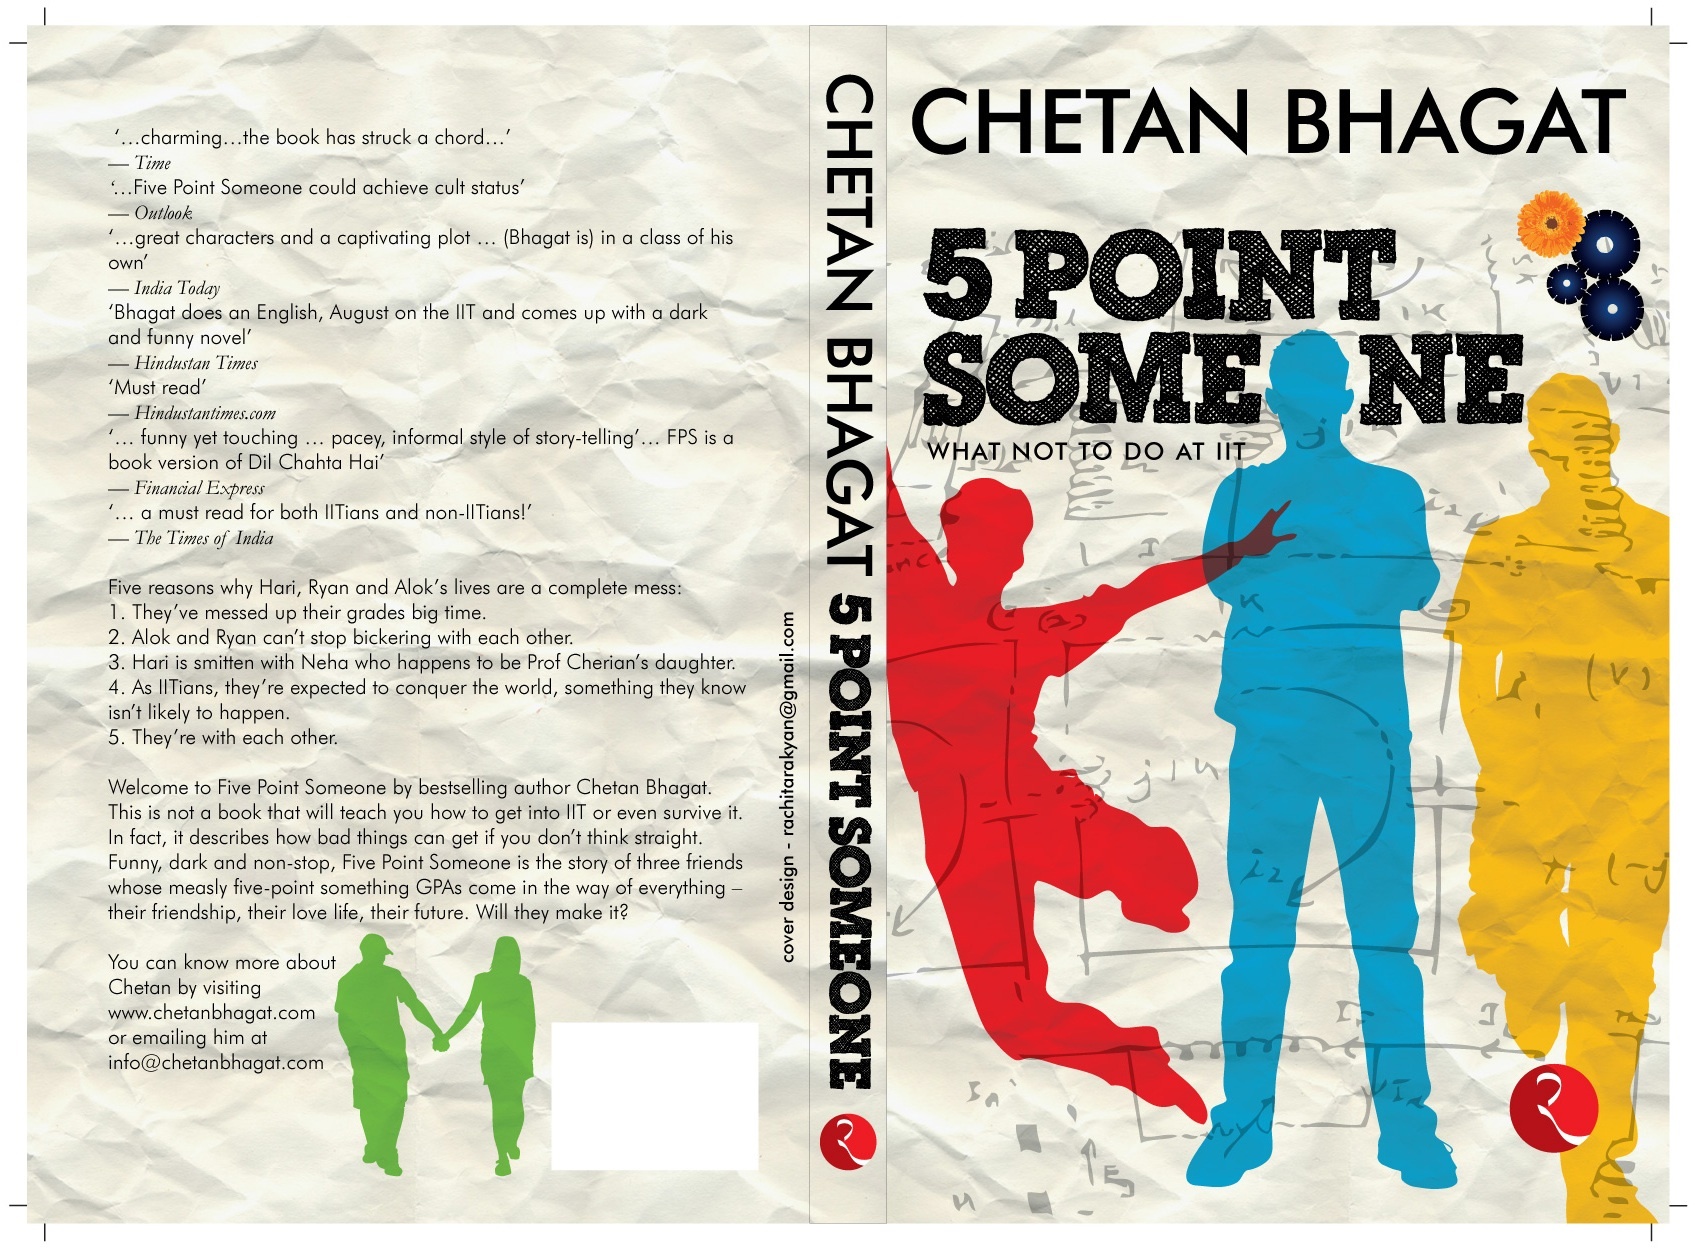 ‘…charming…the book has struck a chord…’
— Time
‘…Five Point Someone could achieve cult status’
— Outlook
‘…great characters and a captivating plot … (Bhagat is) in a class of his
own’
— India Today
‘Bhagat does an English, August on the IIT and comes up with a dark
and funny novel’
— Hindustan Times
‘Must read’
— Hindustantimes.com
‘… funny yet touching … pacey, informal style of story-telling’… FPS is a
book version of Dil Chahta Hai’
— Financial Express
‘… a must read for both IITians and non-IITians!’
— The Times of India
Five reasons why Hari, Ryan and Alok’s lives are a complete mess:
1. They’ve messed up their grades big time.
2. Alok and Ryan can’t stop bickering with each other.
3. Hari is smitten with Neha who happens to be Prof Cherian’s daughter.
4. As IITians, they’re expected to conquer the world, something they know
isn’t likely to happen.
5. They’re with each other.
Welcome to Five Point Someone by bestselling author Chetan Bhagat.
This is not a book that will teach you how to get into IIT or even survive it.
In fact, it describes how bad things can get if you don’t think straight.
Funny, dark and non-stop, Five Point Someone is the story of three friends
whose measly five-point something GPAs come in the way of everything –
their friendship, their love life, their future. Will they make it?
You can know more about
Chetan by visiting
www.chetanbhagat.com
or emailing him at
info@chetanbhagat.com
cover design - rachitarakyan@gmail.com
CHETAN BHAGAT 5 POINT SOMEONE
CHETAN BHAGAT
5 POINT
SOME NE
WHAT NOT TO DO AT IIT